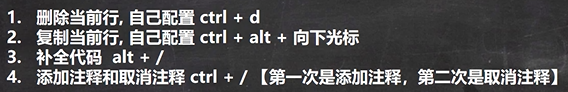 1. 删除当前行, 自己配置 ctrl + d
2. 复制当前行, 自己配置 ctrl + alt + 向下光标
3. 补全代码 alt + /
4. 添加注释和取消注释 ctrl + / 【第一次是添加注释，第二次是取消注释】